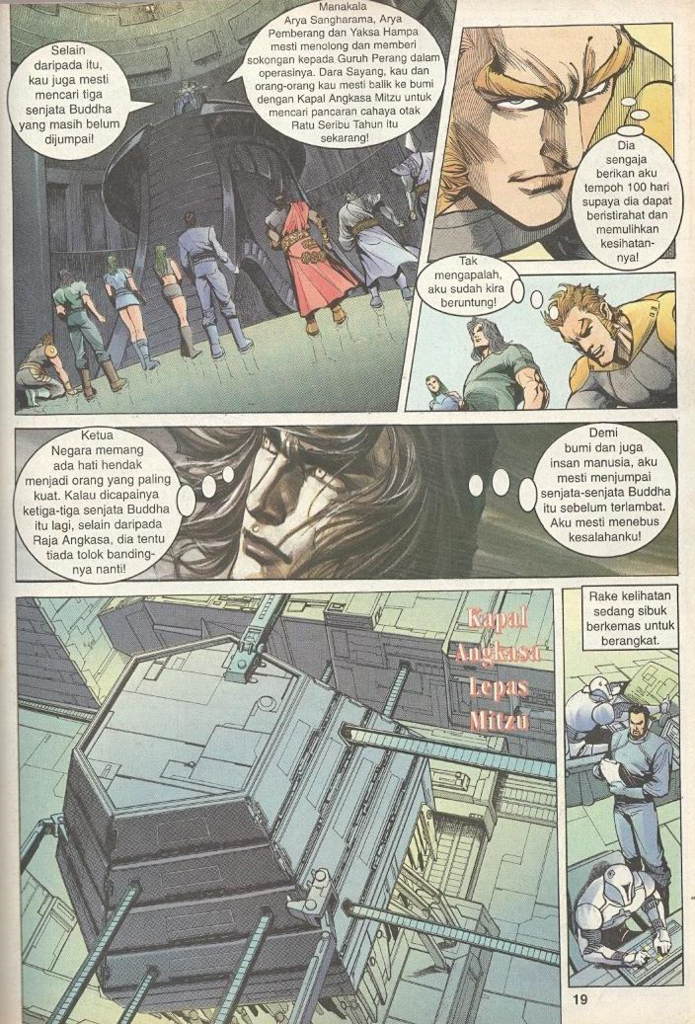 Selain
daripada itu,
kau juga mesti
mencari tiga
senjata Buddha
yang masih belum
dijumpai!
Manakala
Arya Sangharama, Arya
Pemberang dan Yaksa Hampa
mesti menolong dan memberi
sokongan kepada Guruh Perang dalam
operasinya. Dara Sayang, kau dan
orang-orang kau mesti balik ke bumi
dengan Kapal Angkasa Mitzu untuk
mencari pancaran cahaya otak
Ratu Seribu Tahun itu
sekarang!
Dia
sengaja
berikan aku
tempoh 100 hari
supaya dia dapat
beristirahat dan
memulihkan
kesihatan-
nya!
Tak
mengapalah,
aku sudah kira
beruntung!
Ketua
Negara memang
ada hati hendak
menjadi orang yang paling
kuat. Kalau dicapainya
ketiga-tiga senjata Buddha
itu lagi, selain daripada
Raja Angkasa, dia tentu
tiada tolok banding-
nya nanti!
Demi
bumi dan juga
insan manusia, aku
mesti menjumpai
senjata-senjata Buddha
itu sebelum terlambat.
Aku mesti menebus
kesalahanku!
Kapal
Angkasa
Lepas
Mitzu
Rake kelihatan
sedang sibuk
berkemas untuk
berangkat.
19